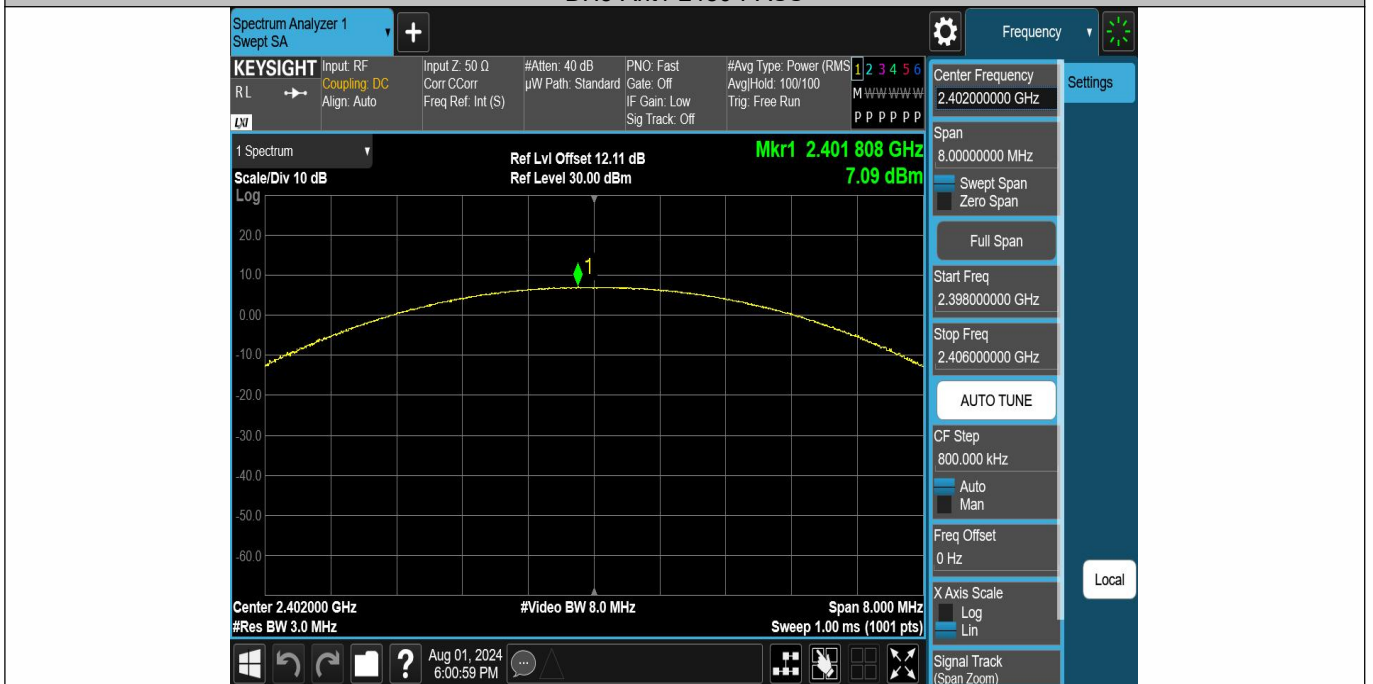 Spectrum Analyzer 1
Swept SA
+
Frequency
KEYSIGHT
RL
LXI
Input: RF
Coupling: DC
Align: Auto
Input Z: 50 Ω
Corr CCorr
Freq Ref: Int (S)
#Atten: 40 dB
µW Path: Standard
PNO: Fast
Gate: Off
IF Gain: Low
Sig Track: Off
#Avg Type: Power (RMS
Avg|Hold: 100/100
Trig: Free Run
1 2 3 4 5 6
M W W W W W
P P P P P P
1 Spectrum
Scale/Div 10 dB
Ref Lvl Offset 12.11 dB
Ref Level 30.00 dBm
Mkr1 2.401 808 GHz
7.09 dBm
Log
20.0
10.0
0.00
-10.0
-20.0
-30.0
-40.0
-50.0
-60.0
1
Center 2.402000 GHz
#Res BW 3.0 MHz
#Video BW 8.0 MHz
Span 8.000 MHz
Sweep 1.00 ms (1001 pts)
?
Aug 01, 2024
6:00:59 PM
Center Frequency
2.402000000 GHz
Span
8.00000000 MHz
Swept Span
Zero Span
Full Span
Start Freq
2.398000000 GHz
Stop Freq
2.406000000 GHz
AUTO TUNE
CF Step
800.000 kHz
Auto
Man
Freq Offset
0 Hz
X Axis Scale
Log
Lin
Signal Track
(Span Zoom)
Settings
Local